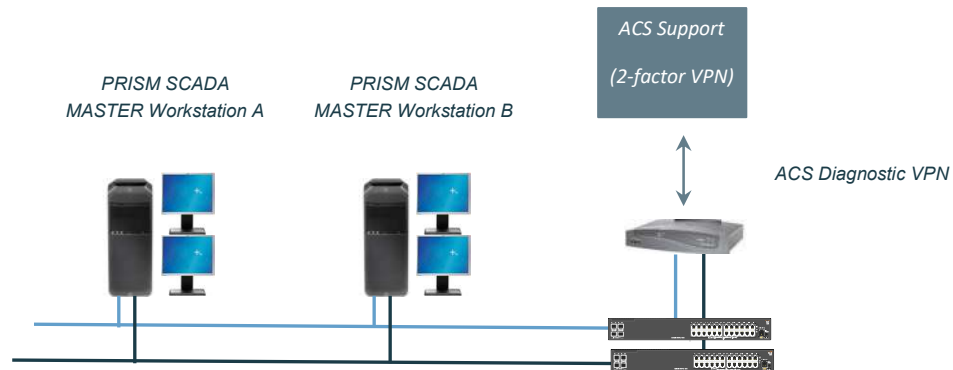 ACS Support
(2-factor VPN)
PRISM SCADA
MASTER Workstation A
PRISM SCADA
MASTER Workstation B
ACS Diagnostic VPN